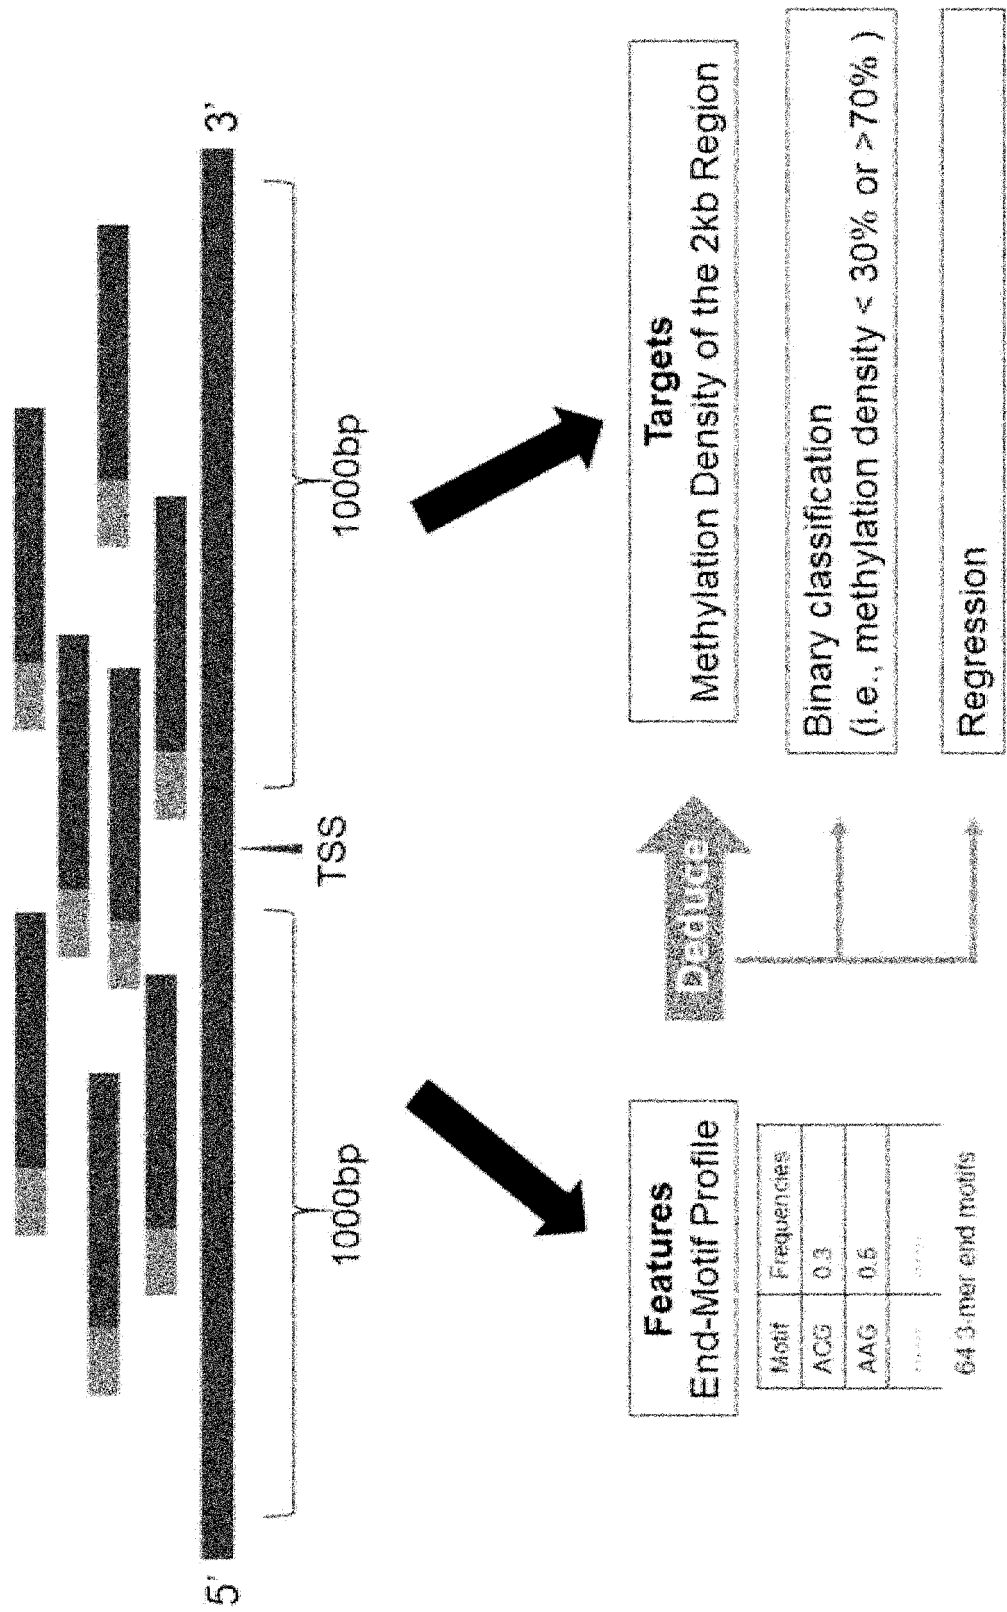 5'
3'
1000bp
TSS
1000bp
Features
End-Motif Profile
Motif Frequencies
ACG 0.3
AAG 0.5
...... ......
64 3-mer end motifs
Deduce
Targets
Methylation Density of the 2kb Region
Binary classification
(i.e., methylation density < 30% or >70% )
Regression